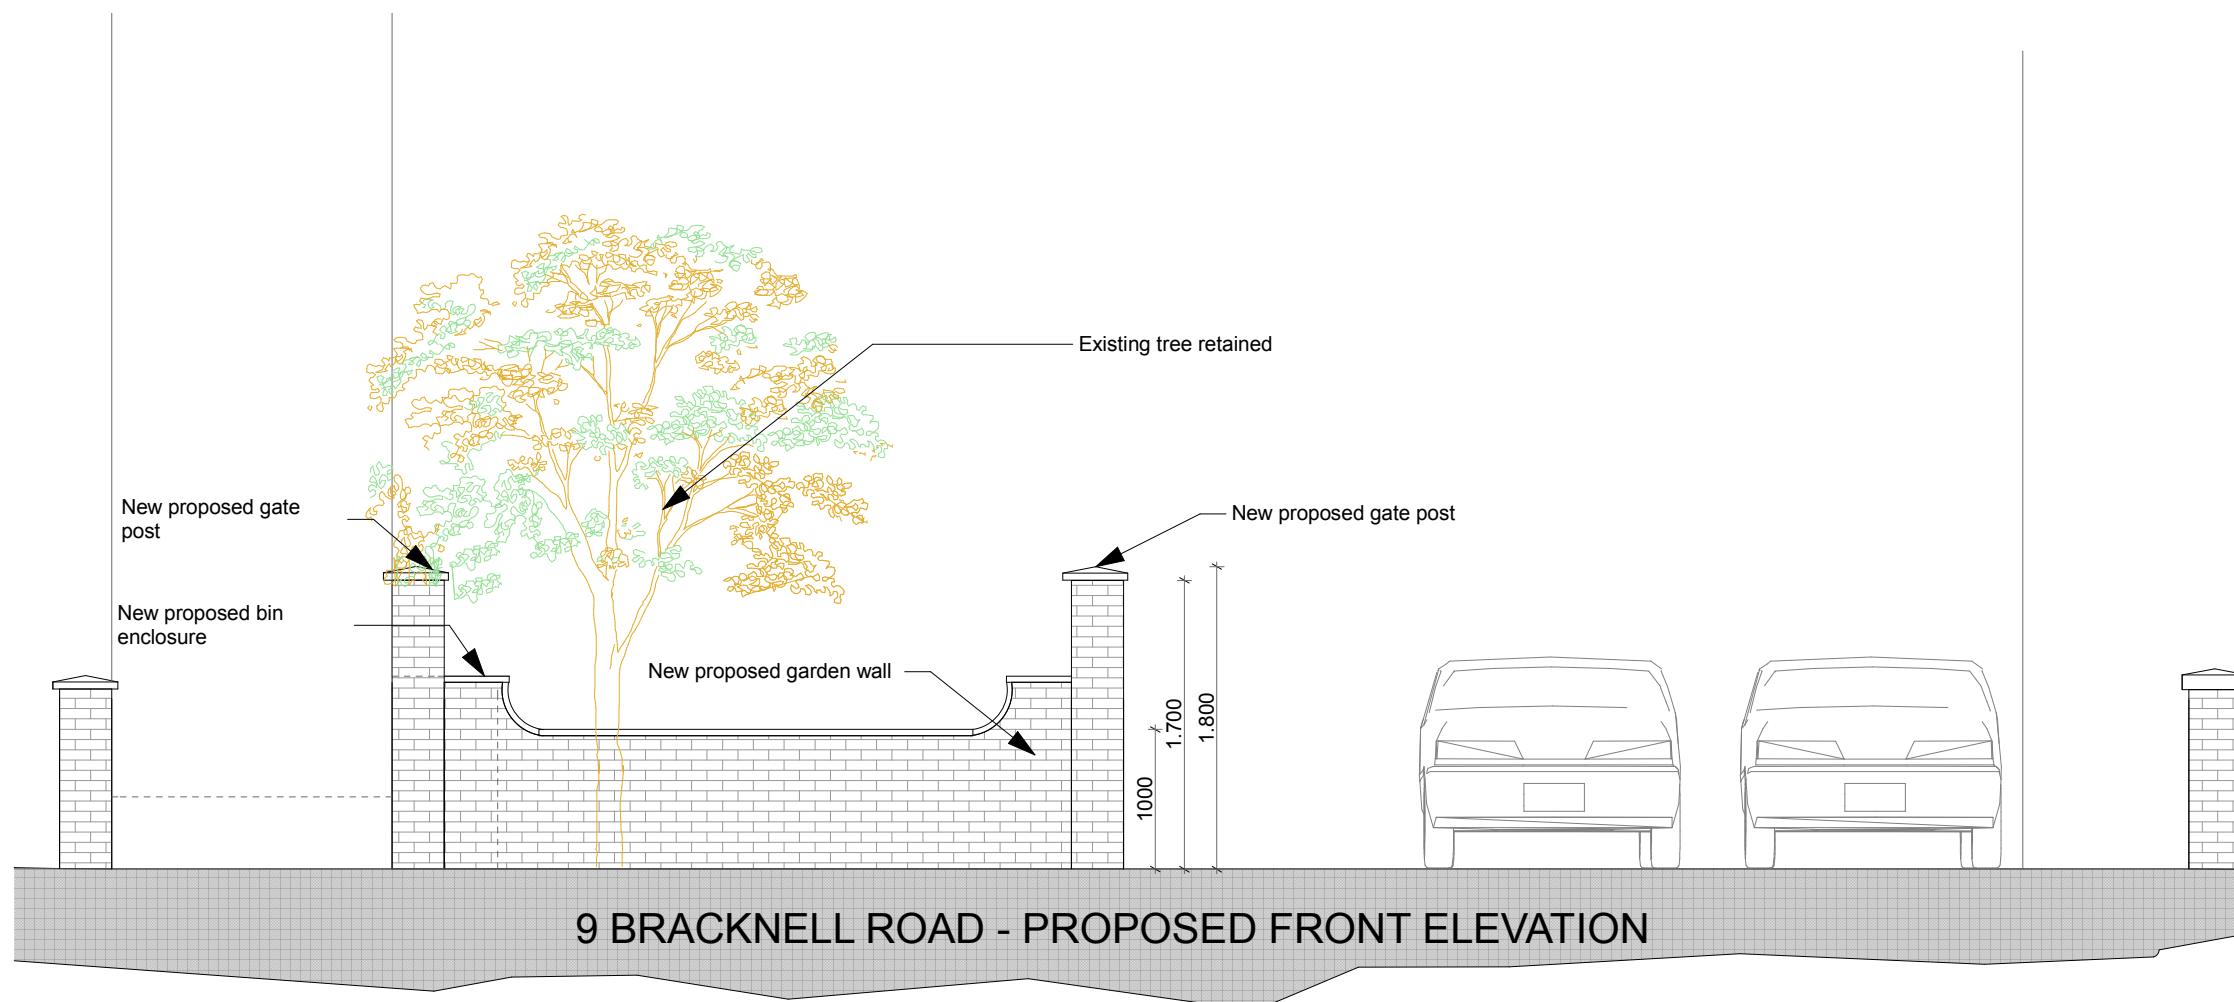 Existing tree retained
New proposed gate
post
New proposed gate post
New proposed bin
enclosure
New proposed garden wall
1000
1.700
1.800
9 BRACKNELL ROAD - PROPOSED FRONT ELEVATION